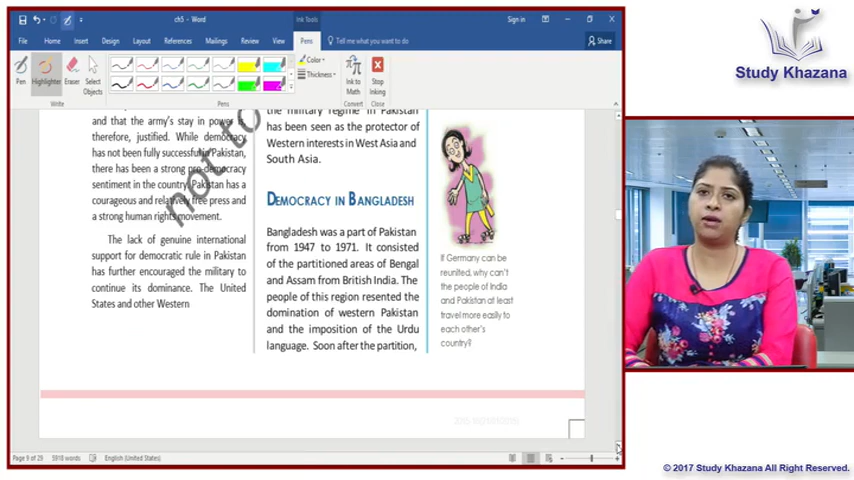 ch5 - Word
Ink Tools
Sign in
File
Home
Insert
Design
Layout
References
Mailings
Review
View
Pens
Tell me what you want to do
Share
Pen
Highlighter
Eraser
Select
Objects
Color
Thickness
Ink to
Math
Stop
Inking
Write
Pens
Convert
Close
and that the army's stay in power is,
therefore, justified. While democracy
has not been fully successful in Pakistan,
there has been a strong pro-democracy
sentiment in the country. Pakistan has a
courageous and relatively free press and
a strong human rights movement.
The lack of genuine international
support for democratic rule in Pakistan
has further encouraged the military to
continue its dominance. The United
States and other Western
not to
the military regime in Pakistan
has been seen as the protector of
Western interests in West Asia and
South Asia.
DEMOCRACY IN BANGLADESH
Bangladesh was a part of Pakistan
from 1947 to 1971. It consisted
of the partitioned areas of Bengal
and Assam from British India. The
people of this region resented the
domination of western Pakistan
and the imposition of the Urdu
language. Soon after the partition,
If Germany can be
reunited, why can't
the people of India
and Pakistan at least
travel more easily to
each other's
country?
Page 9 of 29
5918 words
English (United States)
Study Khazana
© 2017 Study Khazana All Right Reserved.